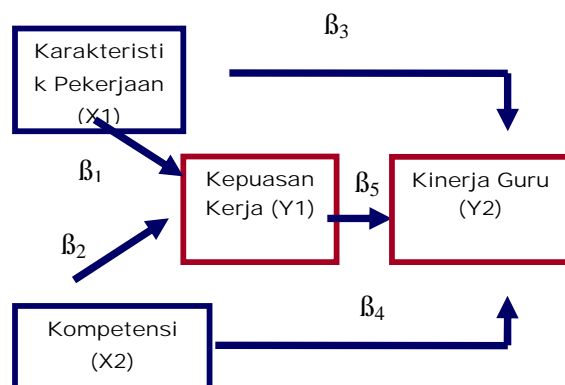 ß3
Karakteristi
k Pekerjaan
(X1)
ß1
Kepuasan
Kerja (Y1)
ß5
Kinerja Guru
(Y2)
ß2
ß4
Kompetensi
(X2)